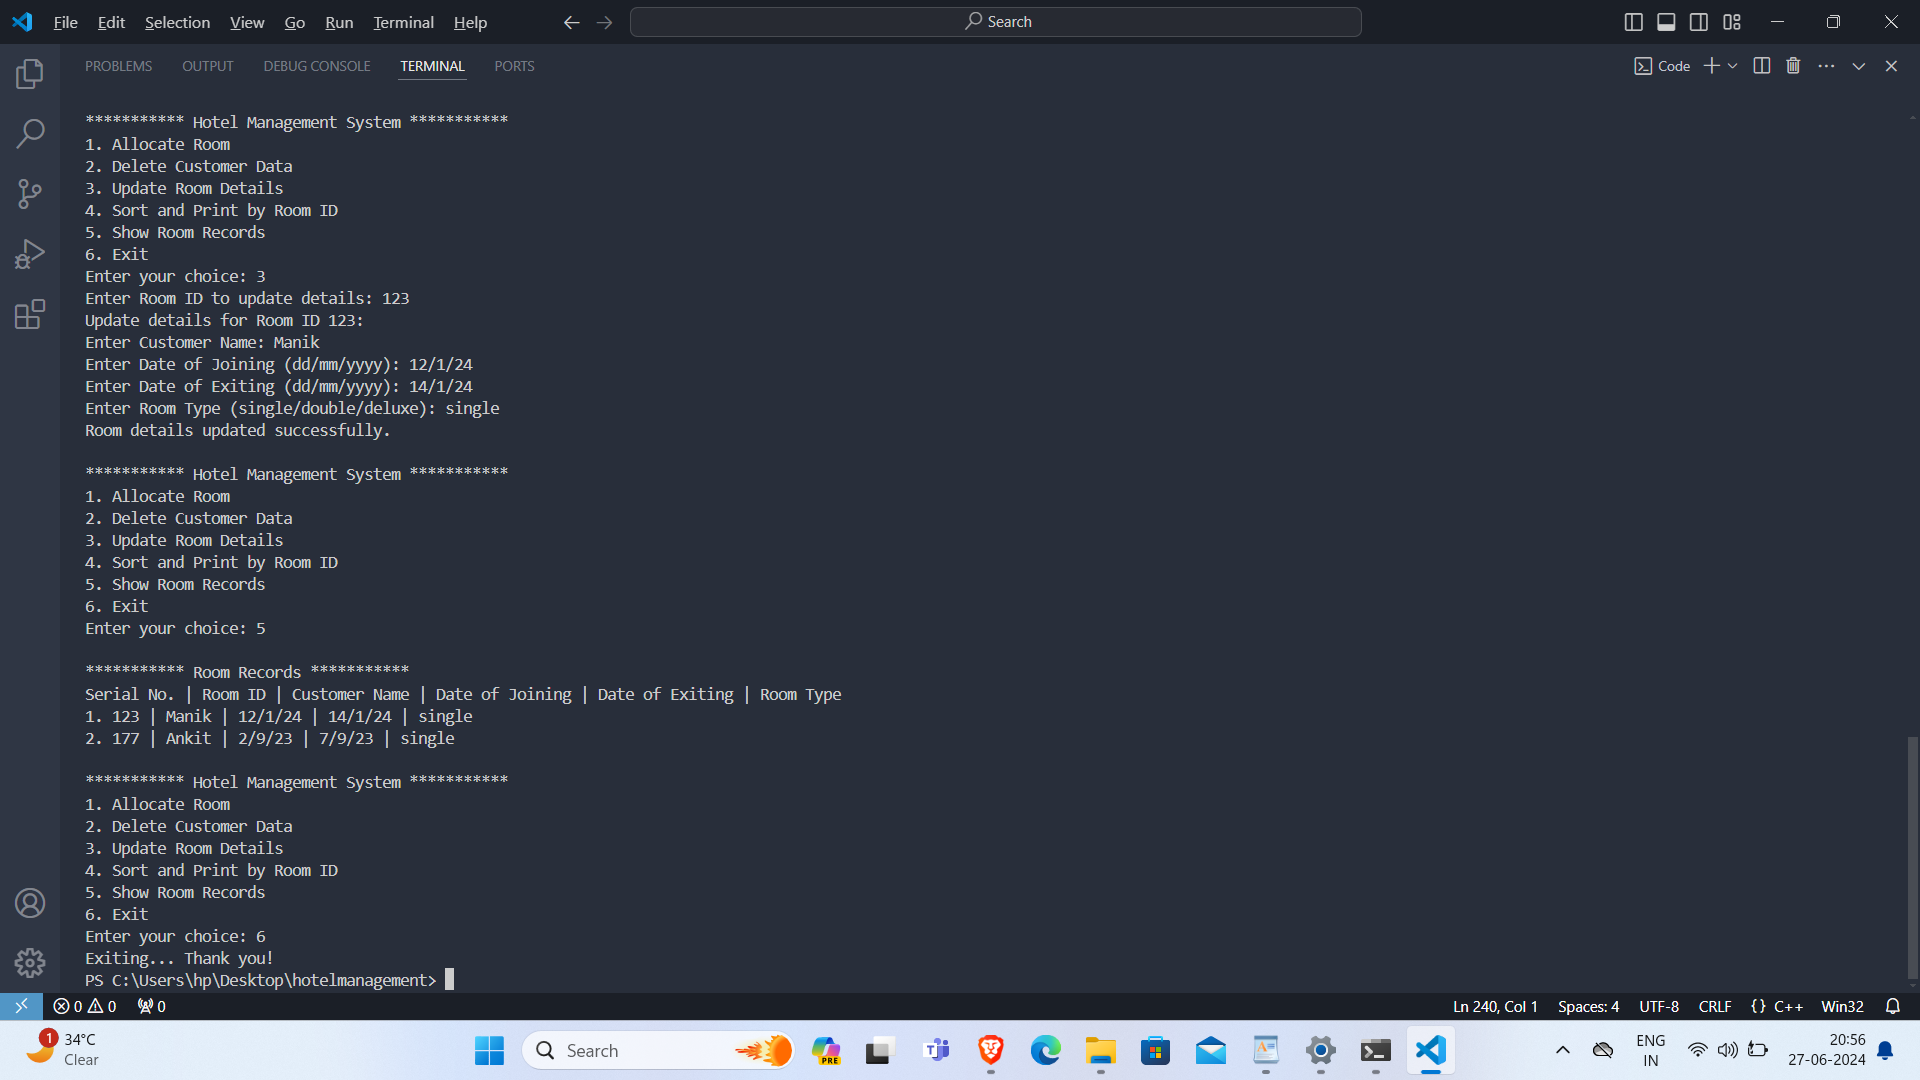 File Edit Selection View Go Run Terminal Help
Search
PROBLEMS OUTPUT DEBUG CONSOLE TERMINAL PORTS
Code
*********** Hotel Management System ***********
1. Allocate Room
2. Delete Customer Data
3. Update Room Details
4. Sort and Print by Room ID
5. Show Room Records
6. Exit
Enter your choice: 3
Enter Room ID to update details: 123
Update details for Room ID 123:
Enter Customer Name: Manik
Enter Date of Joining (dd/mm/yyyy): 12/1/24
Enter Date of Exiting (dd/mm/yyyy): 14/1/24
Enter Room Type (single/double/deluxe): single
Room details updated successfully.
*********** Hotel Management System ***********
1. Allocate Room
2. Delete Customer Data
3. Update Room Details
4. Sort and Print by Room ID
5. Show Room Records
6. Exit
Enter your choice: 5
*********** Room Records ***********
Serial No. | Room ID | Customer Name | Date of Joining | Date of Exiting | Room Type
1. 123 | Manik | 12/1/24 | 14/1/24 | single
2. 177 | Ankit | 2/9/23 | 7/9/23 | single
*********** Hotel Management System ***********
1. Allocate Room
2. Delete Customer Data
3. Update Room Details
4. Sort and Print by Room ID
5. Show Room Records
6. Exit
Enter your choice: 6
Exiting... Thank you!
PS C:\Users\hp\Desktop\hotelmanagement>
0 0 0
Ln 240, Col 1 Spaces: 4 UTF-8 CRLF {} C++ Win32
1
34°C
Clear
Search
PRE
ENG
IN
20:56
27-06-2024